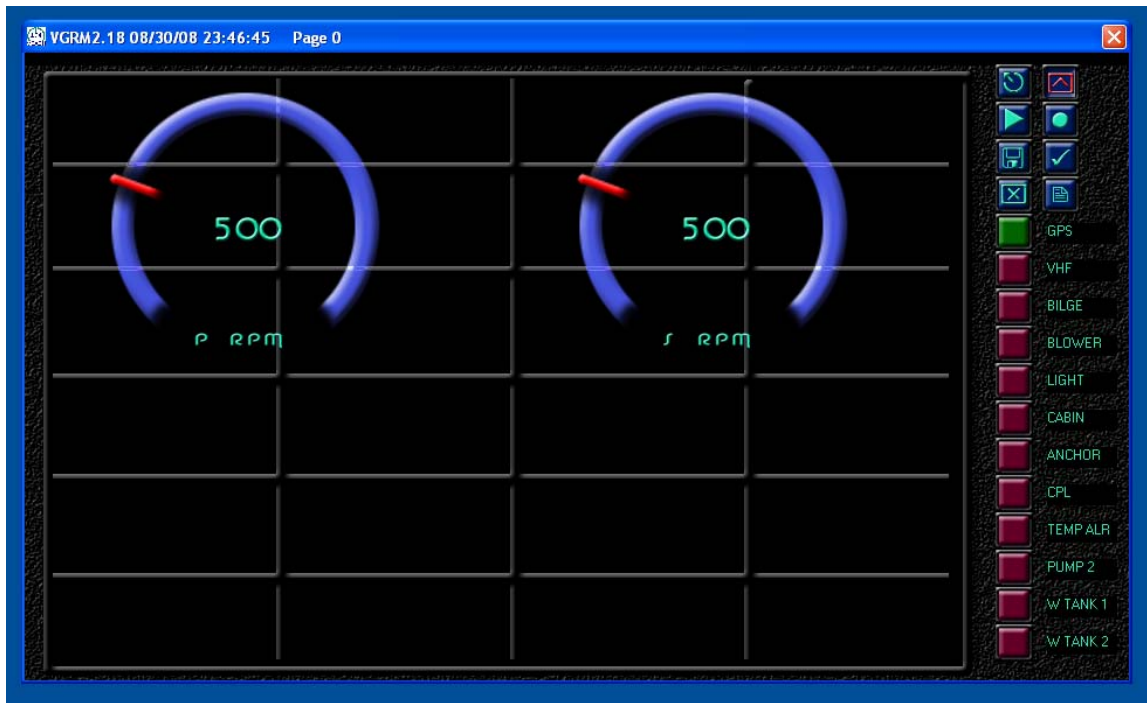 VGRM2.18 08/30/08 23:46:45 Page 0
500
P RPM
500
S RPM
GPS
VHF
BILGE
BLOWER
LIGHT
CABIN
ANCHOR
CPL
TEMP ALR
PUMP 2
W TANK 1
W TANK 2